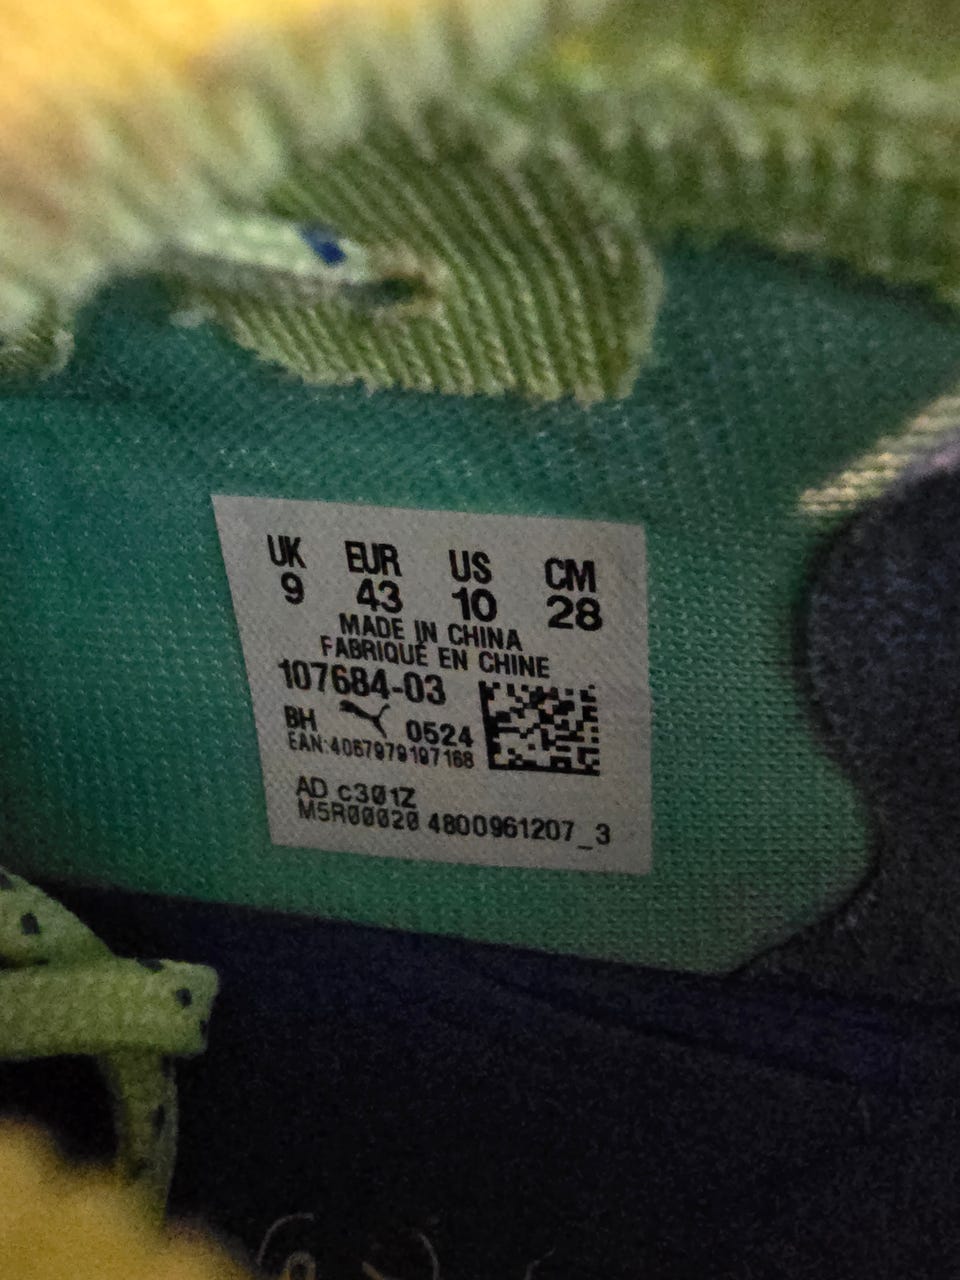 UK EUR US CM
9 43 10 28
MADE IN CHINA
FABRIQUÉ EN CHINE
107684-03
BH 0524
EAN:4067979197168
AD c301Z
M5R00020 4800961207_3